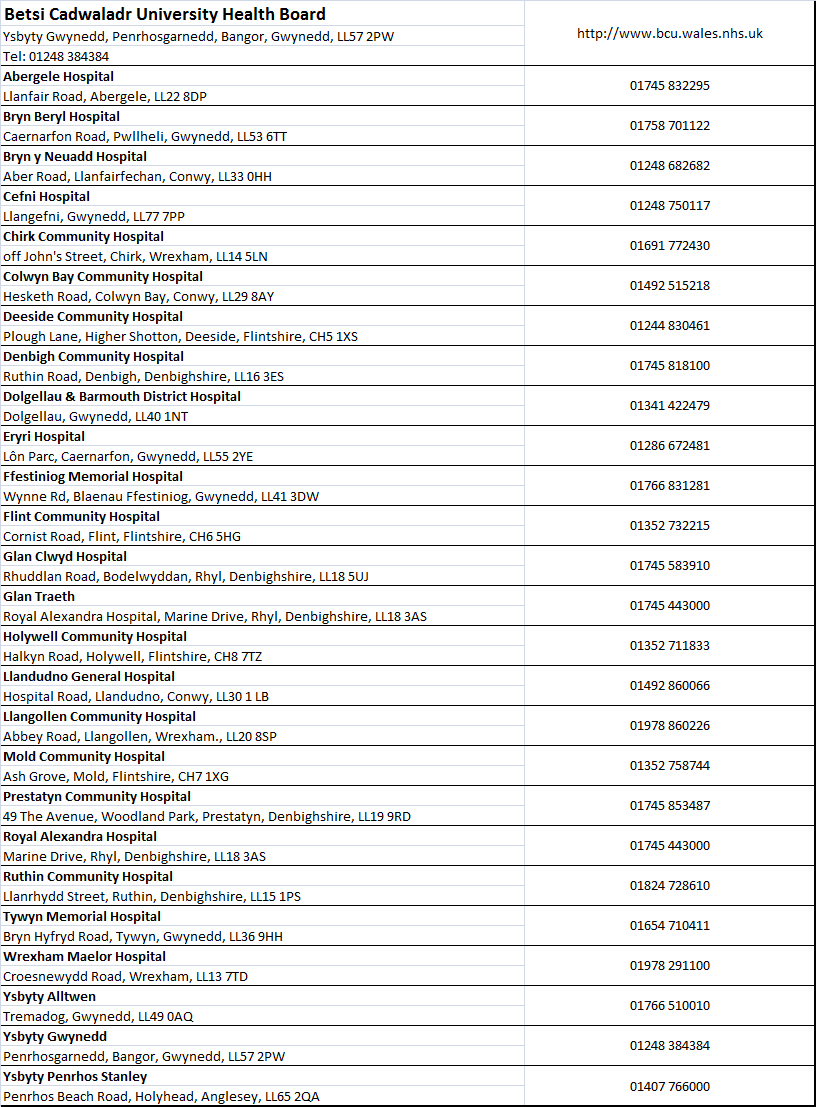 Betsi Cadwaladr University Health Board
Ysbyty Gwynedd, Penrhosgarnedd, Bangor, Gwynedd, LL57 2PW
http://www.bcu.wales.nhs.uk
Tel: 01248 384384
Abergele Hospital
01745 832295
Llanfair Road, Abergele, LL22 8DP
Bryn Beryl Hospital
01758 701122
Caernarfon Road, Pwllheli, Gwynedd, LL53 6TT
Bryn y Neuadd Hospital
01248 682682
Aber Road, Llanfairfechan, Conwy, LL33 0HH
Cefni Hospital
01248 750117
Llangefni, Gwynedd, LL77 7PP
Chirk Community Hospital
01691 772430
off John's Street, Chirk, Wrexham, LL14 5LN
Colwyn Bay Community Hospital
01492 515218
Hesketh Road, Colwyn Bay, Conwy, LL29 8AY
Deeside Community Hospital
01244 830461
Plough Lane, Higher Shotton, Deeside, Flintshire, CH5 1XS
Denbigh Community Hospital
01745 818100
Ruthin Road, Denbigh, Denbighshire, LL16 3ES
Dolgellau & Barmouth District Hospital
01341 422479
Dolgellau, Gwynedd, LL40 1NT
Eryri Hospital
01286 672481
Lôn Parc, Caernarfon, Gwynedd, LL55 2YE
Ffestiniog Memorial Hospital
01766 831281
Wynne Rd, Blaenau Ffestiniog, Gwynedd, LL41 3DW
Flint Community Hospital
01352 732215
Cornist Road, Flint, Flintshire, CH6 5HG
Glan Clwyd Hospital
01745 583910
Rhuddlan Road, Bodelwyddan, Rhyl, Denbighshire, LL18 5UJ
Glan Traeth
01745 443000
Royal Alexandra Hospital, Marine Drive, Rhyl, Denbighshire, LL18 3AS
Holywell Community Hospital
01352 711833
Halkyn Road, Holywell, Flintshire, CH8 7TZ
Llandudno General Hospital
01492 860066
Hospital Road, Llandudno, Conwy, LL30 1 LB
Llangollen Community Hospital
01978 860226
Abbey Road, Llangollen, Wrexham., LL20 8SP
Mold Community Hospital
01352 758744
Ash Grove, Mold, Flintshire, CH7 1XG
Prestatyn Community Hospital
01745 853487
49 The Avenue, Woodland Park, Prestatyn, Denbighshire, LL19 9RD
Royal Alexandra Hospital
01745 443000
Marine Drive, Rhyl, Denbighshire, LL18 3AS
Ruthin Community Hospital
01824 728610
Llanrhydd Street, Ruthin, Denbighshire, LL15 1PS
Tywyn Memorial Hospital
01654 710411
Bryn Hyfryd Road, Tywyn, Gwynedd, LL36 9HH
Wrexham Maelor Hospital
01978 291100
Croesnewydd Road, Wrexham, LL13 7TD
Ysbyty Alltwen
01766 510010
Tremadog, Gwynedd, LL49 0AQ
Ysbyty Gwynedd
01248 384384
Penrhosgarnedd, Bangor, Gwynedd, LL57 2PW
Ysbyty Penrhos Stanley
01407 766000
Penrhos Beach Road, Holyhead, Anglesey, LL65 2QA